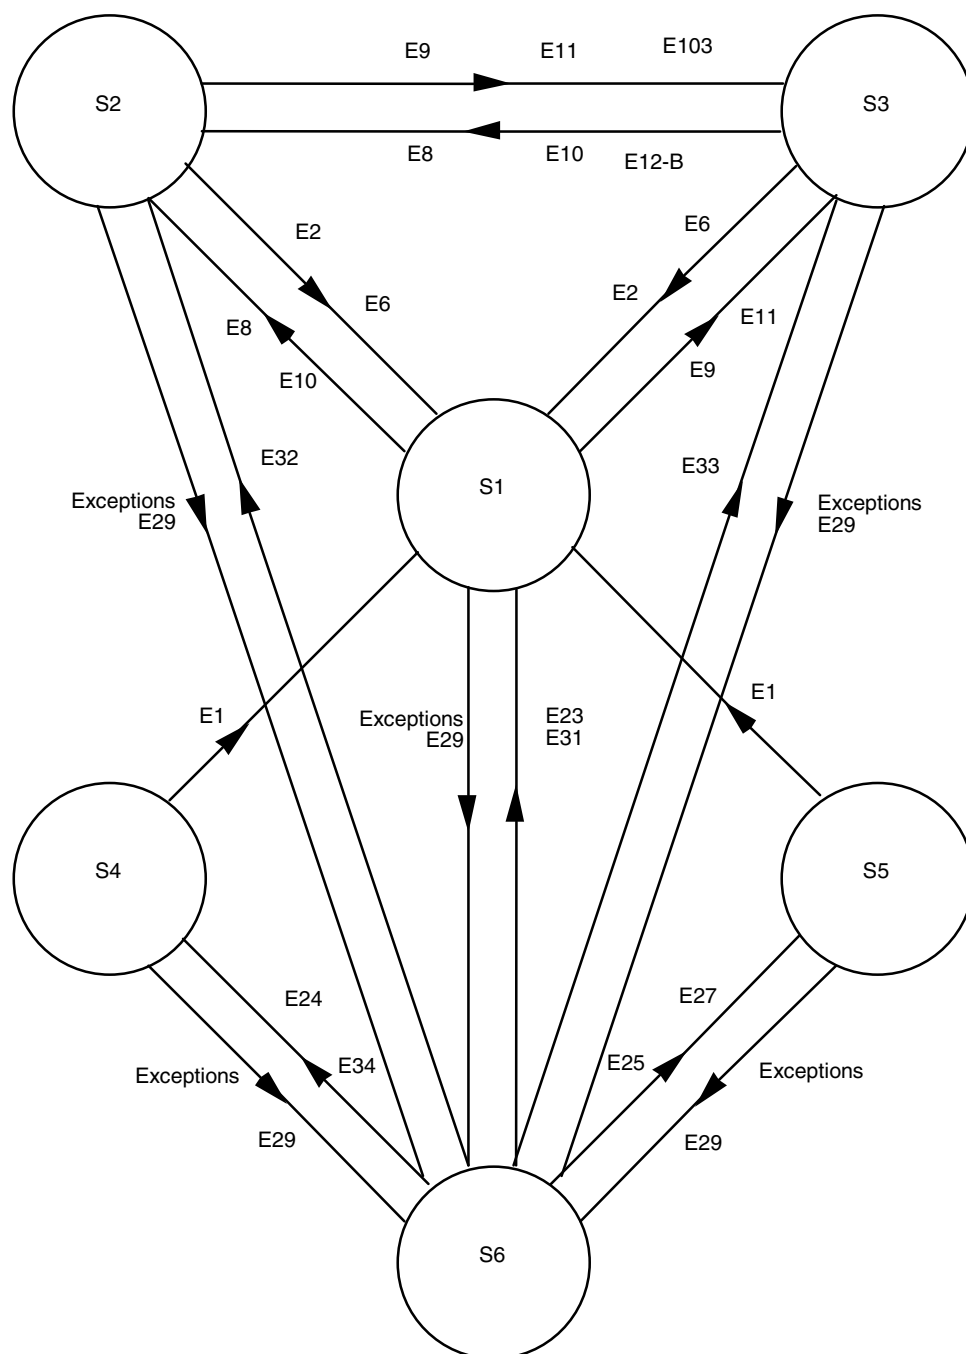 E9 E11 E103
S2 S3
E8 E10 E12-B
E2 E6
E6 E2
E8 E11
E10 E9
E32 E33
S1
Exceptions
E29
Exceptions
E29
E1 E1
Exceptions
E29
E23
E31
S4 S5
E24 E27
E34 E25
Exceptions Exceptions
E29 E29
S6